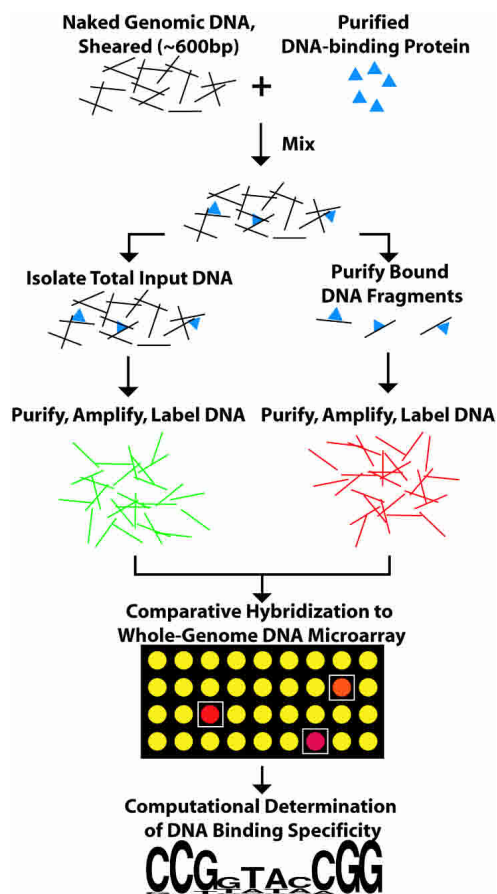 Naked Genomic DNA,
Sheared (~600bp)
Purified
DNA-binding Protein
+
Mix
Isolate Total Input DNA
Purify Bound
DNA Fragments
Purify, Amplify, Label DNA
Purify, Amplify, Label DNA
Comparative Hybridization to
Whole-Genome DNA Microarray
Computational Determination
of DNA Binding Specificity
CCGGTACCGG